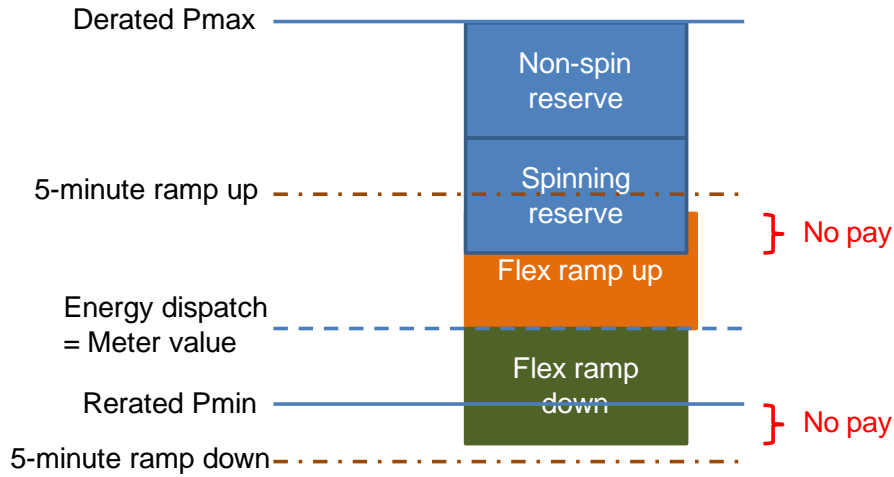 Derated Pmax
Non-spin
reserve
5-minute ramp up
Spinning
reserve
No pay
Flex ramp up
Energy dispatch
= Meter value
Flex ramp
down
Rerated Pmin
No pay
5-minute ramp down